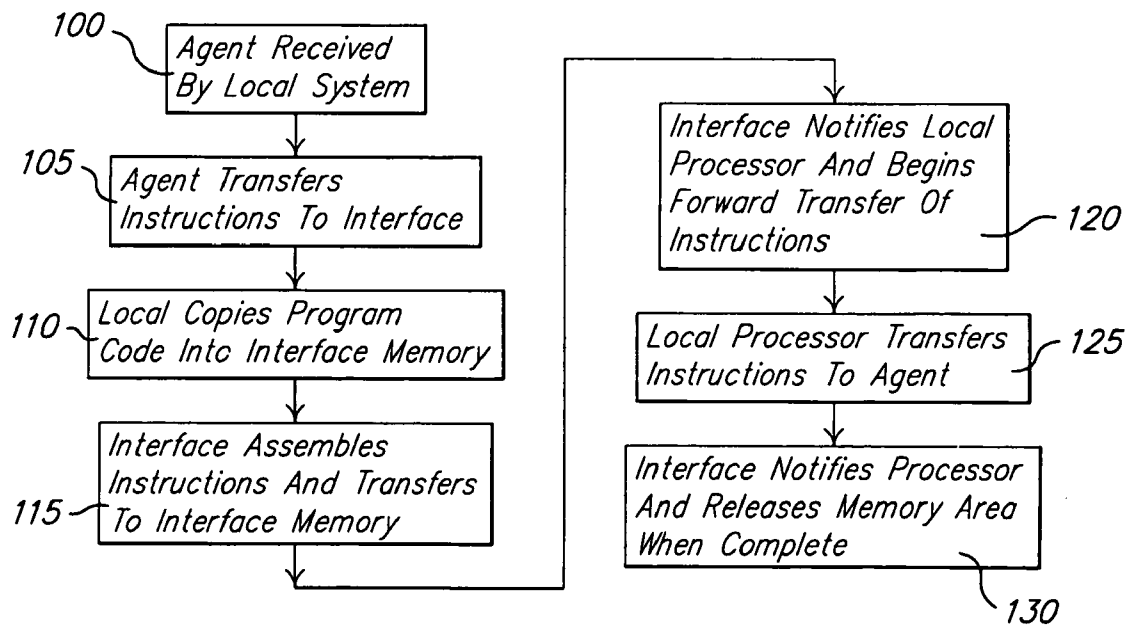 100
Agent Received
By Local System
105
Agent Transfers
Instructions To Interface
110
Local Copies Program
Code Intc Interface Memory
115
Interface Assembles
Instructions And Transfers
To Interface Memory
Interface Notifies Local
Processor And Begins
Forward Transfer Of
Instructions
120
Local Processor Transfers
Instructions To Agent
125
Interface Notifies Processor
And Releases Memory Area
When Complete
130